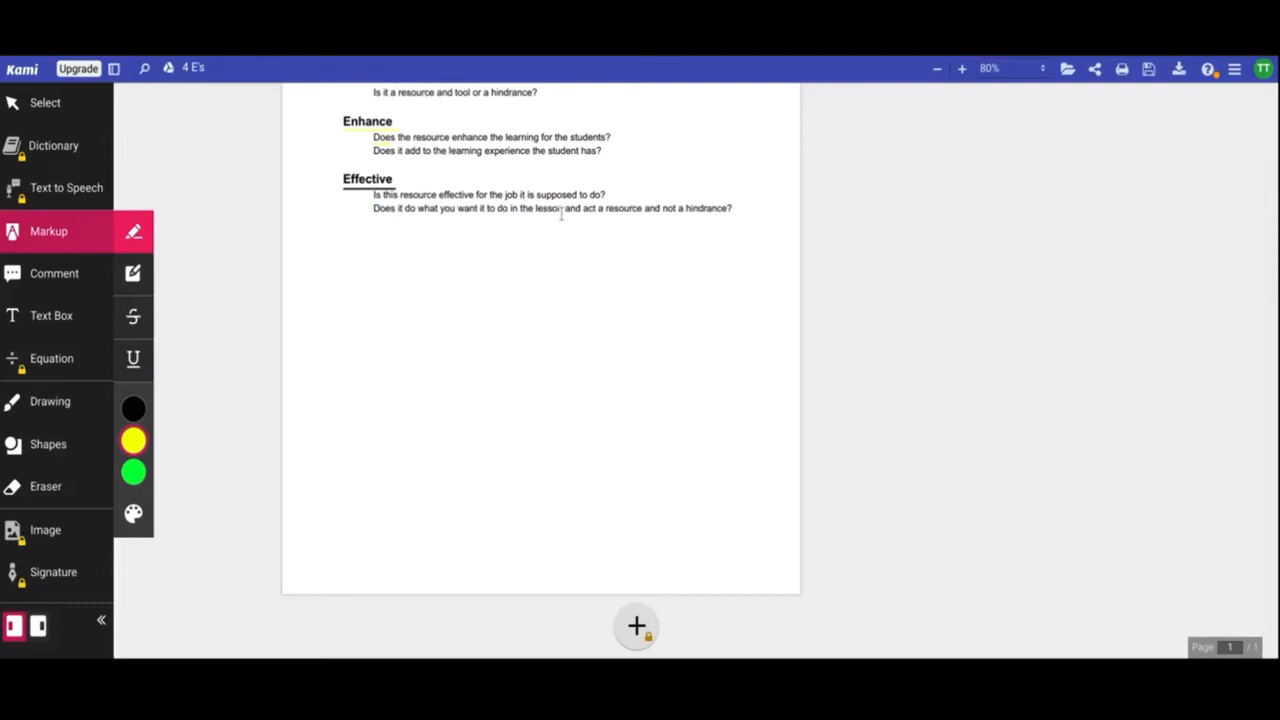 Kami Upgrade 4 E's 80% TT
Select
Dictionary
Text to Speech
Markup
Comment
Text Box
Equation
Drawing
Shapes
Eraser
Image
Signature
Is it a resource and tool or a hindrance?
Enhance
Does the resource enhance the learning for the students?
Does it add to the learning experience the student has?
Effective
Is this resource effective for the job it is supposed to do?
Does it do what you want it to do in the lesson and act a resource and not a hindrance?
Page 1 / 1